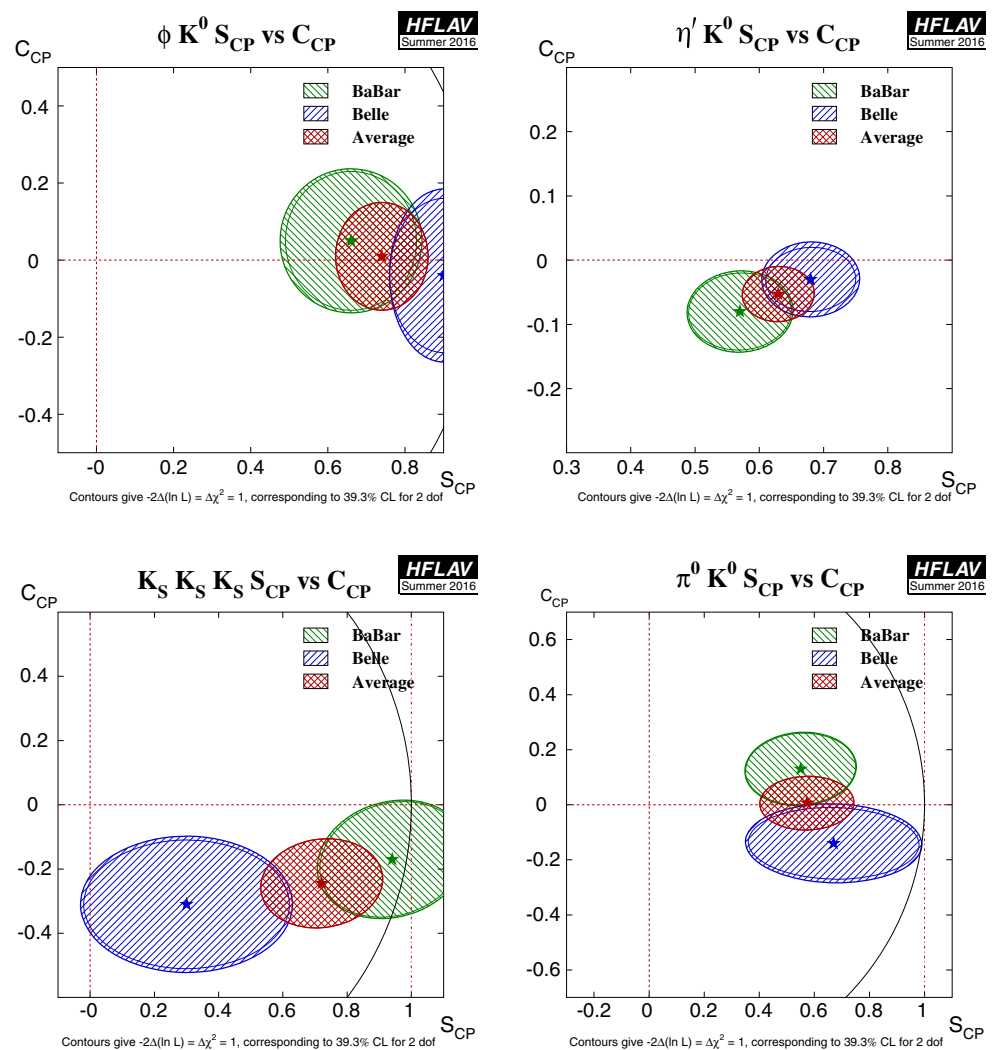 ϕ K⁰ S_CP vs C_CP
HFLAV
Summer 2016
C_CP
BaBar
Belle
Average
0.4
0.2
0
-0.2
-0.4
-0 0.2 0.4 0.6 0.8
S_CP
Contours give -2Δ(ln L) = Δχ² = 1, corresponding to 39.3% CL for 2 dof
η′ K⁰ S_CP vs C_CP
HFLAV
Summer 2016
C_CP
BaBar
Belle
Average
0.2
0.1
0
-0.1
-0.2
0.3 0.4 0.5 0.6 0.7 0.8
S_CP
Contours give -2Δ(ln L) = Δχ² = 1, corresponding to 39.3% CL for 2 dof
K_S K_S K_S S_CP vs C_CP
HFLAV
Summer 2016
C_CP
BaBar
Belle
Average
0.4
0.2
0
-0.2
-0.4
-0 0.2 0.4 0.6 0.8 1
S_CP
Contours give -2Δ(ln L) = Δχ² = 1, corresponding to 39.3% CL for 2 dof
π⁰ K⁰ S_CP vs C_CP
HFLAV
Summer 2016
C_CP
BaBar
Belle
Average
0.6
0.4
0.2
0
-0.2
-0.4
-0.6
-0.2 0 0.2 0.4 0.6 0.8 1
S_CP
Contours give -2Δ(ln L) = Δχ² = 1, corresponding to 39.3% CL for 2 dof